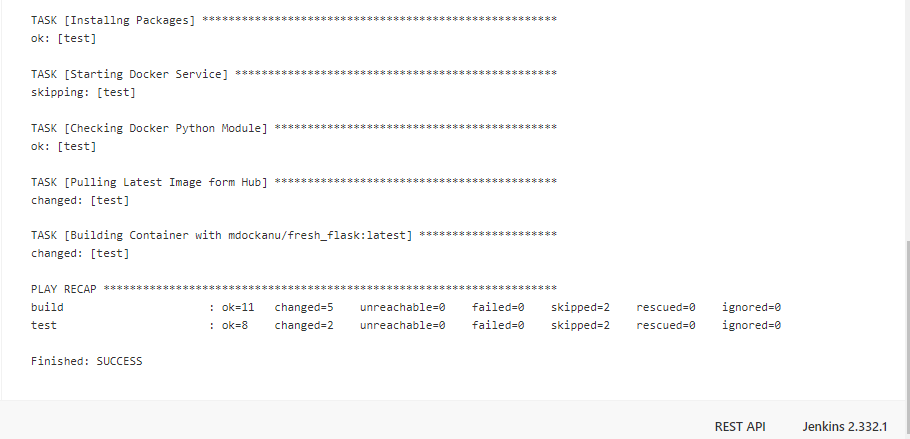 TASK [Installng Packages] ******************************************************
ok: [test]
TASK [Starting Docker Service] *************************************************
skipping: [test]
TASK [Checking Docker Python Module] *******************************************
ok: [test]
TASK [Pulling Latest Image form Hub] *******************************************
changed: [test]
TASK [Building Container with mdockanu/fresh_flask:latest] *********************
changed: [test]
PLAY RECAP *********************************************************************
build : ok=11 changed=5 unreachable=0 failed=0 skipped=2 rescued=0 ignored=0
test : ok=8 changed=2 unreachable=0 failed=0 skipped=2 rescued=0 ignored=0
Finished: SUCCESS
REST API Jenkins 2.332.1